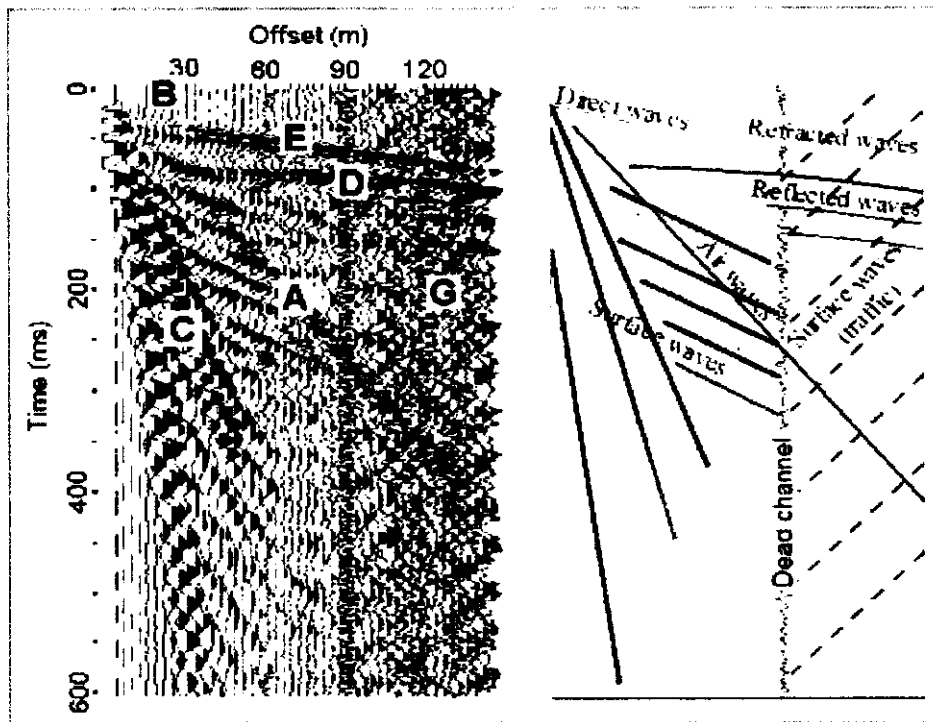 Offset (m)
30 60 90 120
0
200
400
600
Time (ms)
B
E
D
A
G
C
Direct waves
Refracted waves
Reflected waves
Air waves
Surface waves
Surface waves
(traffic)
Dead channel